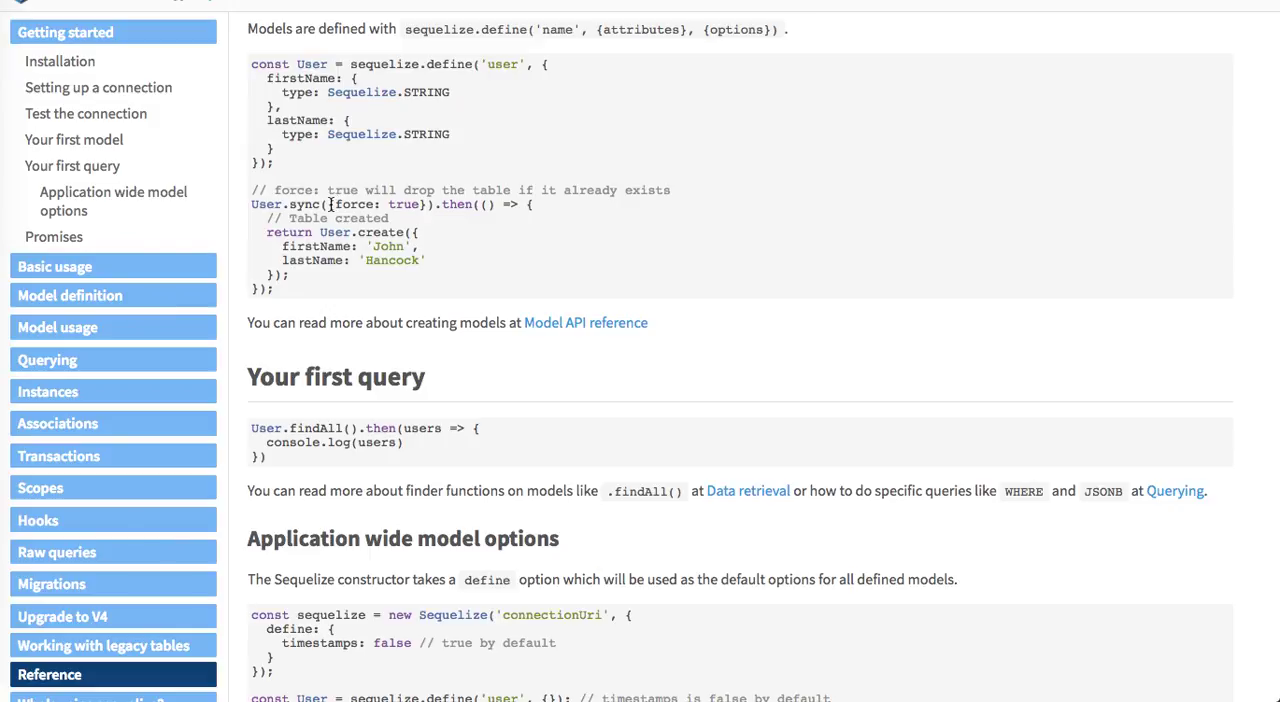 Getting started
Installation
Setting up a connection
Test the connection
Your first model
Your first query
Application wide model
options
Promises
Basic usage
Model definition
Model usage
Querying
Instances
Associations
Transactions
Scopes
Hooks
Raw queries
Migrations
Upgrade to V4
Working with legacy tables
Reference
Models are defined with sequelize.define('name', {attributes}, {options}) .
const User = sequelize.define('user', {
  firstName: {
    type: Sequelize.STRING
  },
  lastName: {
    type: Sequelize.STRING
  }
});
// force: true will drop the table if it already exists
User.sync({force: true}).then(() => {
  // Table created
  return User.create({
    firstName: 'John',
    lastName: 'Hancock'
  });
});
You can read more about creating models at Model API reference
Your first query
User.findAll().then(users => {
  console.log(users)
})
You can read more about finder functions on models like .findAll() at Data retrieval or how to do specific queries like WHERE and JSONB at Querying.
Application wide model options
The Sequelize constructor takes a define option which will be used as the default options for all defined models.
const sequelize = new Sequelize('connectionUri', {
  define: {
    timestamps: false // true by default
  }
});
const User = sequelize.define('user', {}); // timestamps is false by default